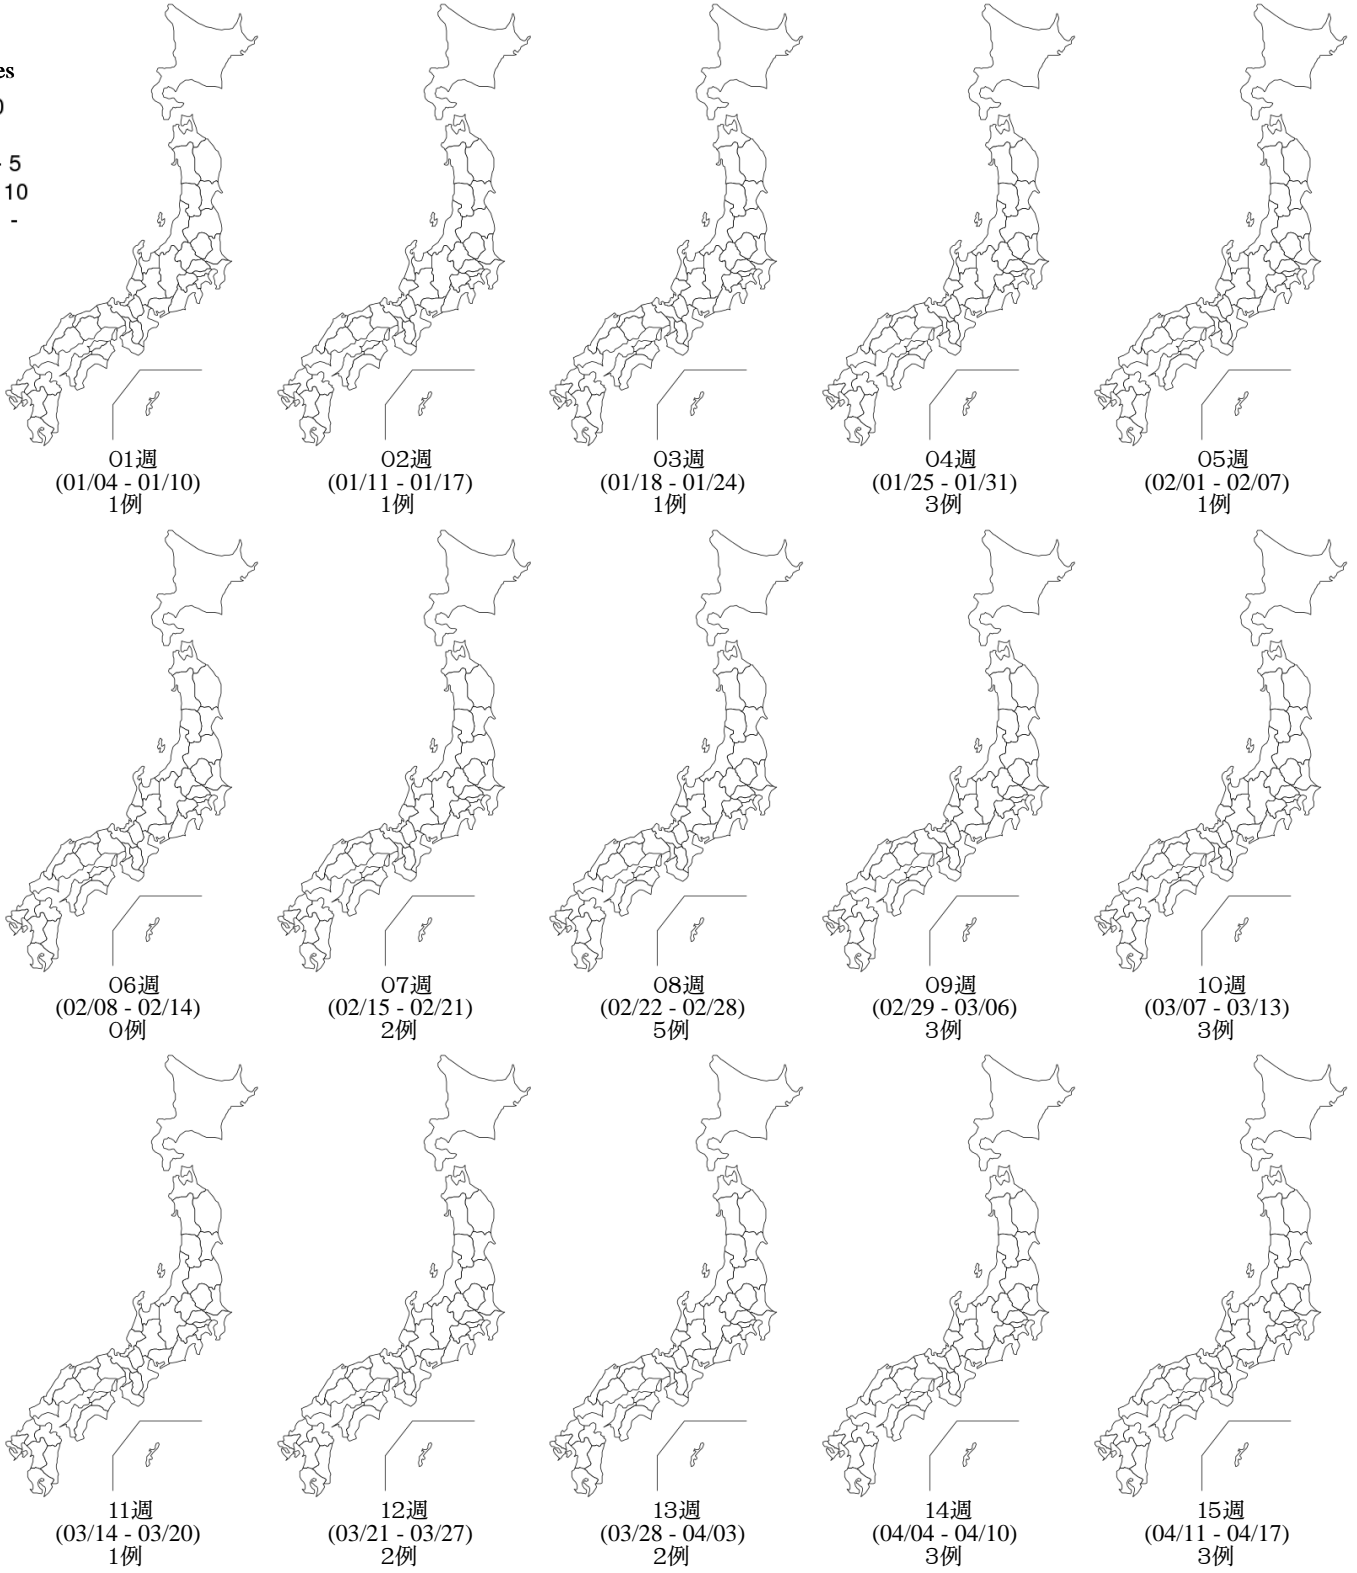 es
0
- 5
10
-
01週
(01/04 - 01/10)
1例
02週
(01/11 - 01/17)
1例
03週
(01/18 - 01/24)
1例
04週
(01/25 - 01/31)
3例
05週
(02/01 - 02/07)
1例
06週
(02/08 - 02/14)
0例
07週
(02/15 - 02/21)
2例
08週
(02/22 - 02/28)
5例
09週
(02/29 - 03/06)
3例
10週
(03/07 - 03/13)
3例
11週
(03/14 - 03/20)
1例
12週
(03/21 - 03/27)
2例
13週
(03/28 - 04/03)
2例
14週
(04/04 - 04/10)
3例
15週
(04/11 - 04/17)
3例